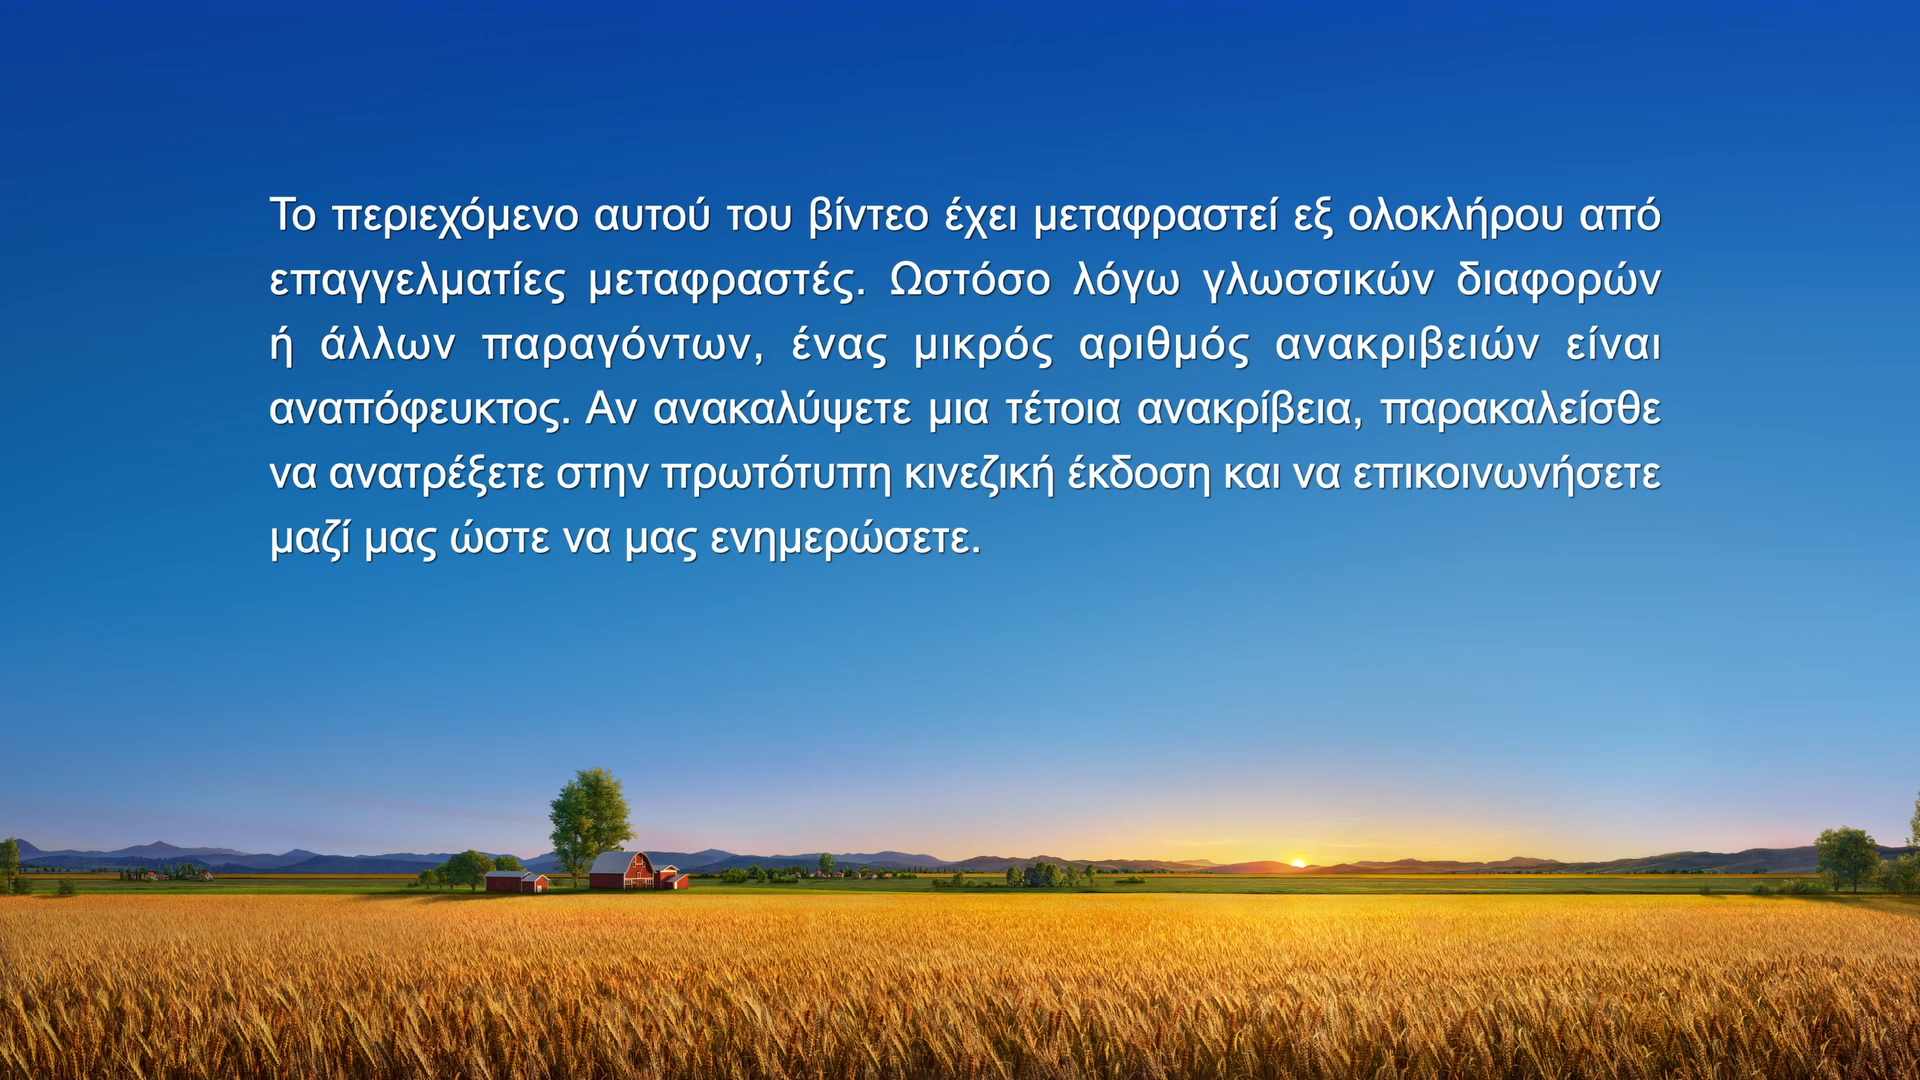 Το περιεχόμενο αυτού του βίντεο έχει μεταφραστεί εξ ολοκλήρου από
επαγγελματίες μεταφραστές. Ωστόσο λόγω γλωσσικών διαφορών
ή άλλων παραγόντων, ένας μικρός αριθμός ανακριβειών είναι
αναπόφευκτος. Αν ανακαλύψετε μια τέτοια ανακρίβεια, παρακαλείσθε
να ανατρέξετε στην πρωτότυπη κινεζική έκδοση και να επικοινωνήσετε
μαζί μας ώστε να μας ενημερώσετε.